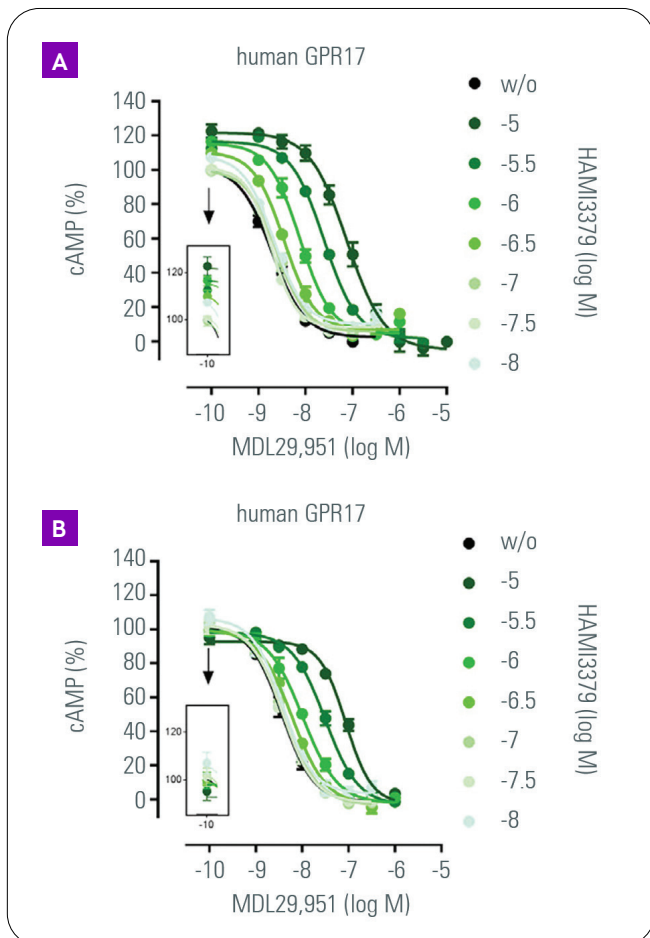 A
human GPR17
cAMP (%)
140
120
100
80
60
40
20
0
120
100
-10
-10 -9 -8 -7 -6 -5
MDL29,951 (log M)
w/o
-5
-5.5
-6
-6.5
-7
-7.5
-8
HAMI3379 (log M)
B
human GPR17
cAMP (%)
140
120
100
80
60
40
20
0
120
100
-10
-10 -9 -8 -7 -6 -5
MDL29,951 (log M)
w/o
-5
-5.5
-6
-6.5
-7
-7.5
-8
HAMI3379 (log M)